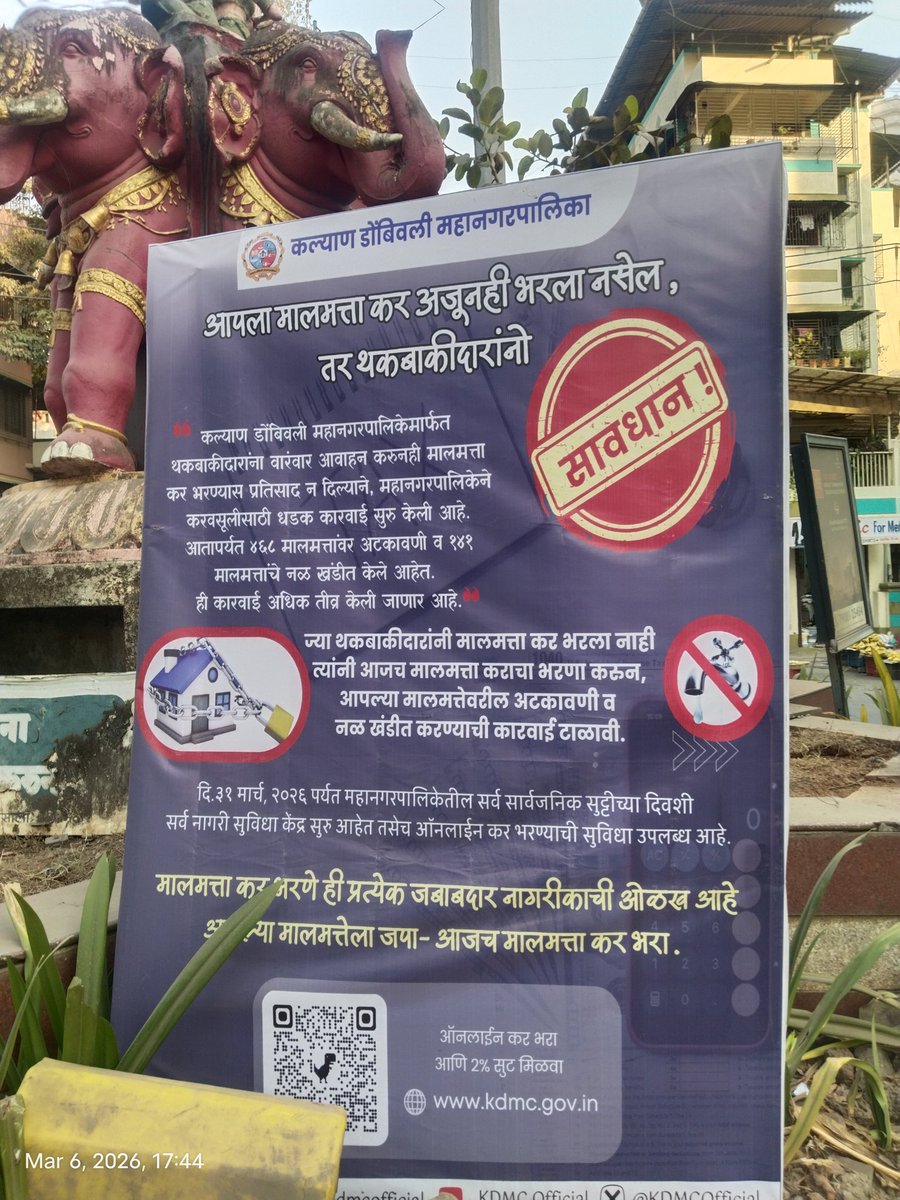 कल्याण डोंबिवली महानगरपालिका
आपला मालमत्ता कर अजूनही भरला नसेल ,
तर थकबाकीदारांनो
सावधान !
❝ कल्याण डोंबिवली महानगरपालिकेमार्फत
थकबाकीदारांना वारंवार आवाहन करुनही मालमत्ता
कर भरण्यास प्रतिसाद न दिल्याने, महानगरपालिकेने
करवसूलीसाठी धडक कारवाई सुरु केली आहे.
आतापर्यत ४६८ मालमत्तांवर अटकावणी व १४१
मालमत्तांचे नळ खंडीत केले आहेत.
ही कारवाई अधिक तीव्र केली जाणार आहे.❞
ज्या थकबाकीदारांनी मालमत्ता कर भरला नाही
त्यांनी आजच मालमत्ता कराचा भरणा करुन,
आपल्या मालमत्तेवरील अटकावणी व
नळ खंडीत करण्याची कारवाई टाळावी.
दि.३१ मार्च, २०२६ पर्यत महानगरपालिकेतील सर्व सार्वजनिक सुट्टीच्या दिवशी
सर्व नागरी सुविधा केंद्र सुरु आहेत तसेच ऑनलाईन कर भरण्याची सुविधा उपलब्ध आहे.
मालमत्ता कर भरणे ही प्रत्येक जबाबदार नागरीकाची ओळख आहे
मालमत्तेला जपा- आजच मालमत्ता कर भरा .
ऑनलाईन कर भरा
आणि 2% सुट मिळवा
www.kdmc.gov.in
KDMC Official
@KDMCOfficial
For
Mar 6, 2026, 17:44